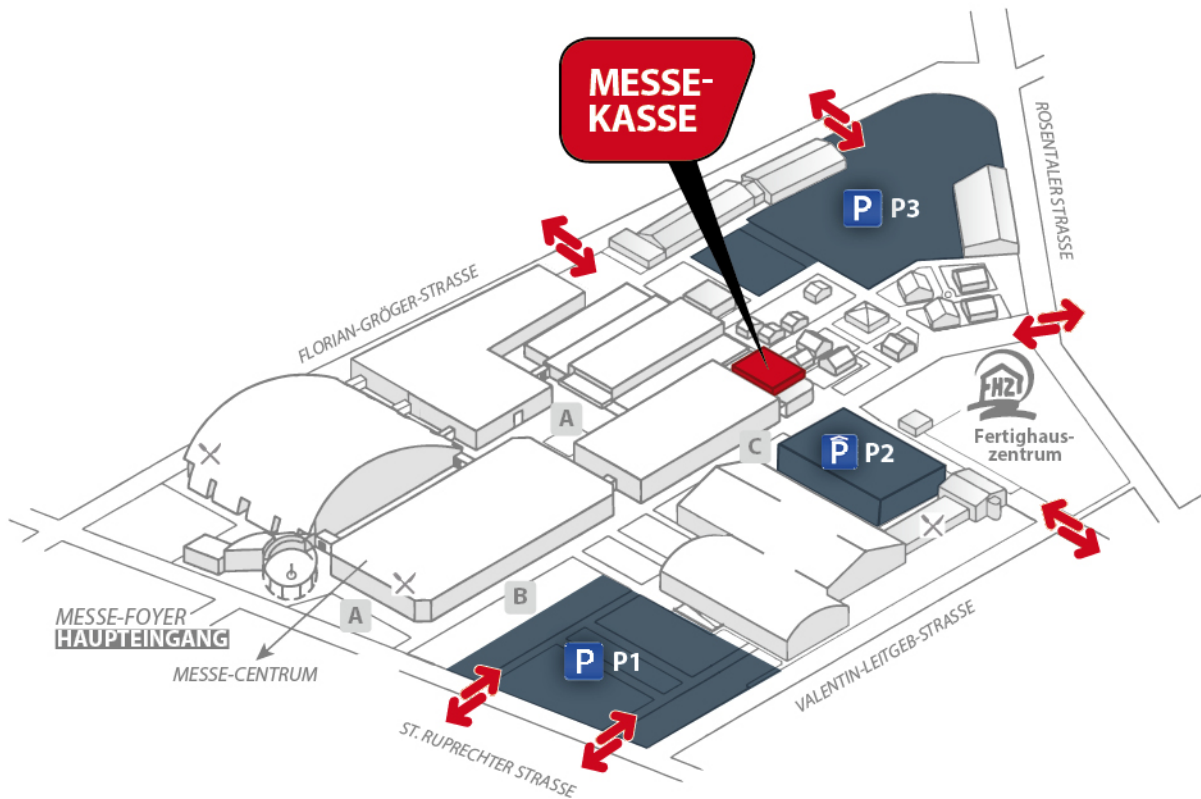 MESSE-
KASSE
ROSENTALERSTRASSE
P P3
FLORIAN-GRÖGER-STRASSE
FHZ
Fertighaus-
zentrum
A
C
P P2
MESSE-FOYER
HAUPTEINGANG
A
B
MESSE-CENTRUM
P P1
VALENTIN-LEITGEB-STRASSE
ST. RUPRECHTER STRASSE